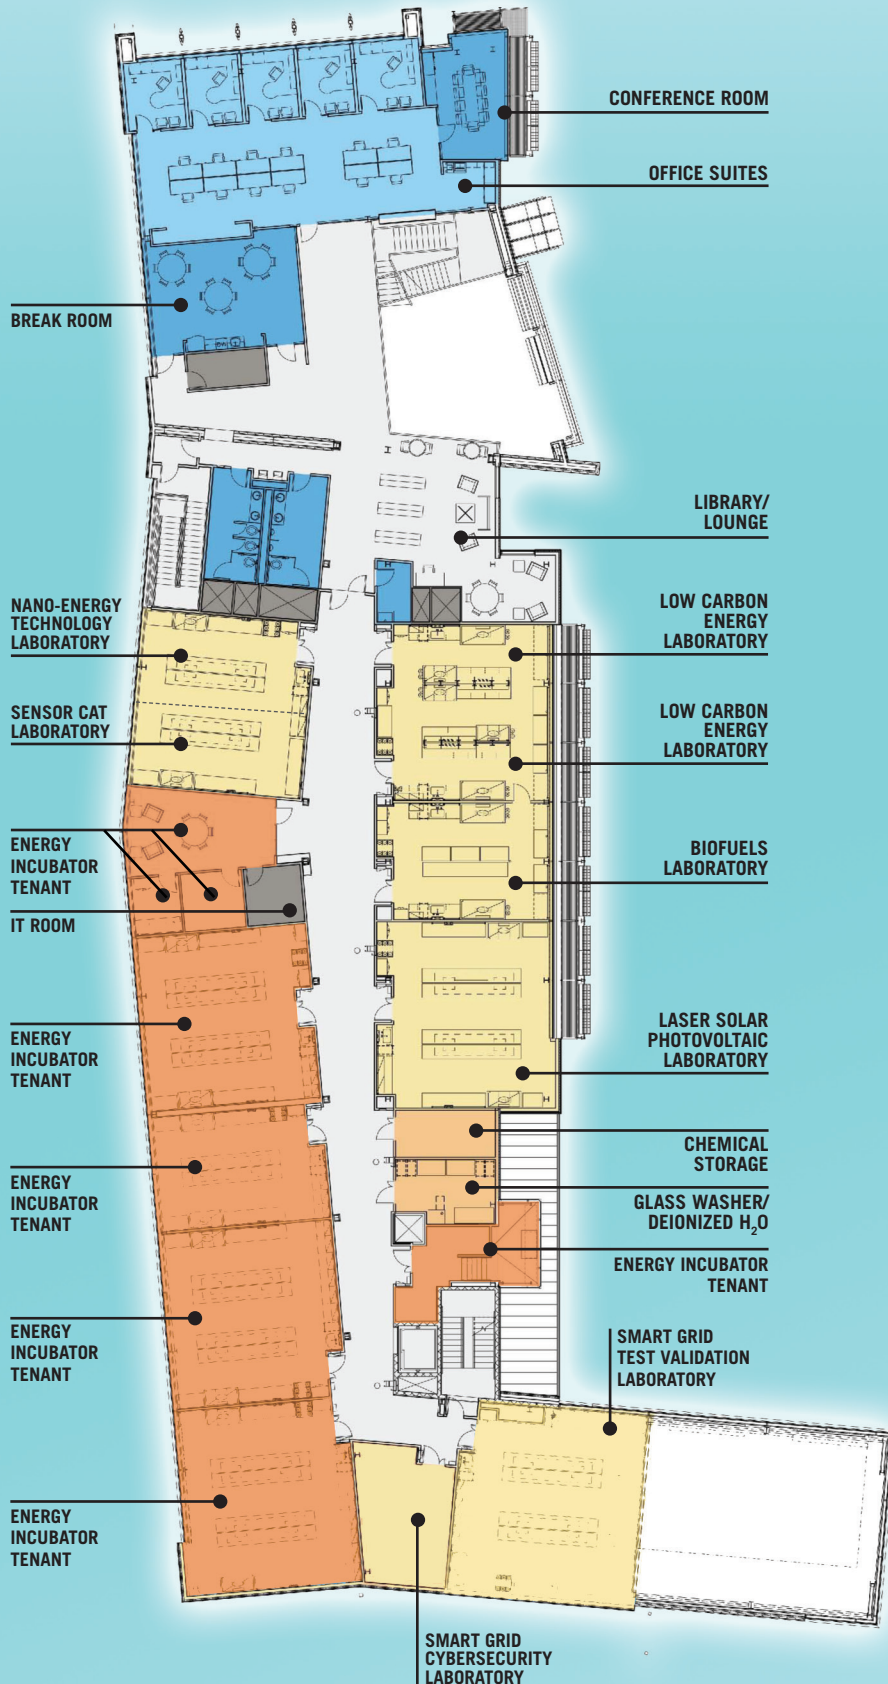 CONFERENCE ROOM
OFFICE SUITES
BREAK ROOM
LIBRARY/
LOUNGE
NANO-ENERGY
TECHNOLOGY
LABORATORY
LOW CARBON
ENERGY
LABORATORY
SENSOR CAT
LABORATORY
LOW CARBON
ENERGY
LABORATORY
ENERGY
INCUBATOR
TENANT
BIOFUELS
LABORATORY
IT ROOM
ENERGY
INCUBATOR
TENANT
LASER SOLAR
PHOTOVOLTAIC
LABORATORY
CHEMICAL
STORAGE
ENERGY
INCUBATOR
TENANT
GLASS WASHER/
DEIONIZED H₂O
ENERGY INCUBATOR
TENANT
ENERGY
INCUBATOR
TENANT
SMART GRID
TEST VALIDATION
LABORATORY
ENERGY
INCUBATOR
TENANT
SMART GRID
CYBERSECURITY
LABORATORY